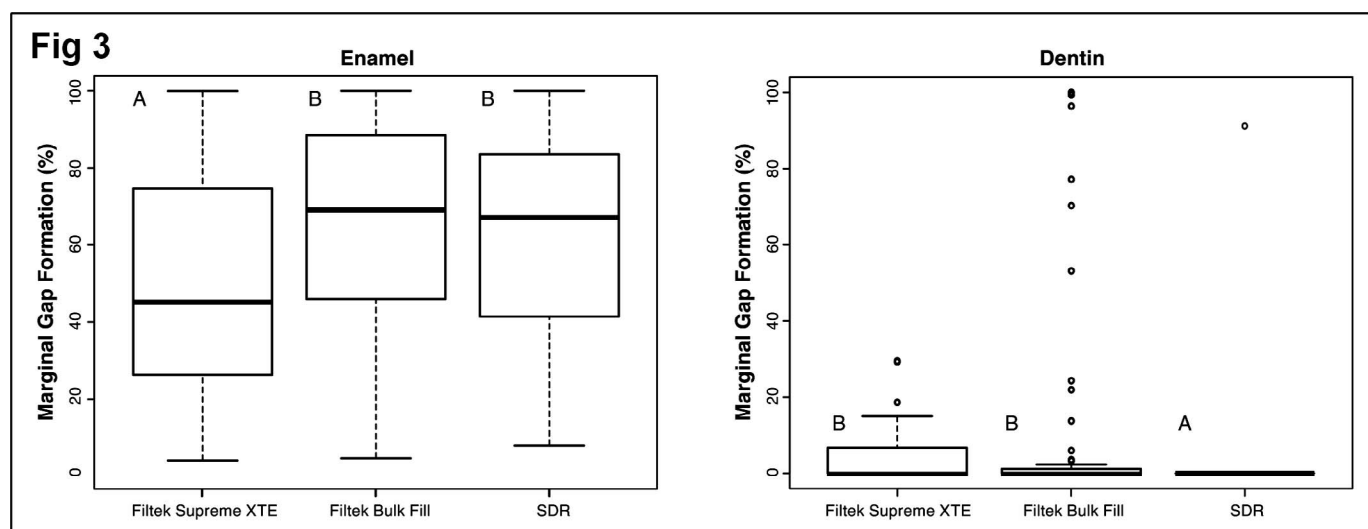 Fig 3
Enamel
Marginal Gap Formation (%)
100
80
60
40
20
0
A
B
B
Filtek Supreme XTE
Filtek Bulk Fill
SDR
Dentin
Marginal Gap Formation (%)
100
80
60
40
20
0
B
B
A
Filtek Supreme XTE
Filtek Bulk Fill
SDR